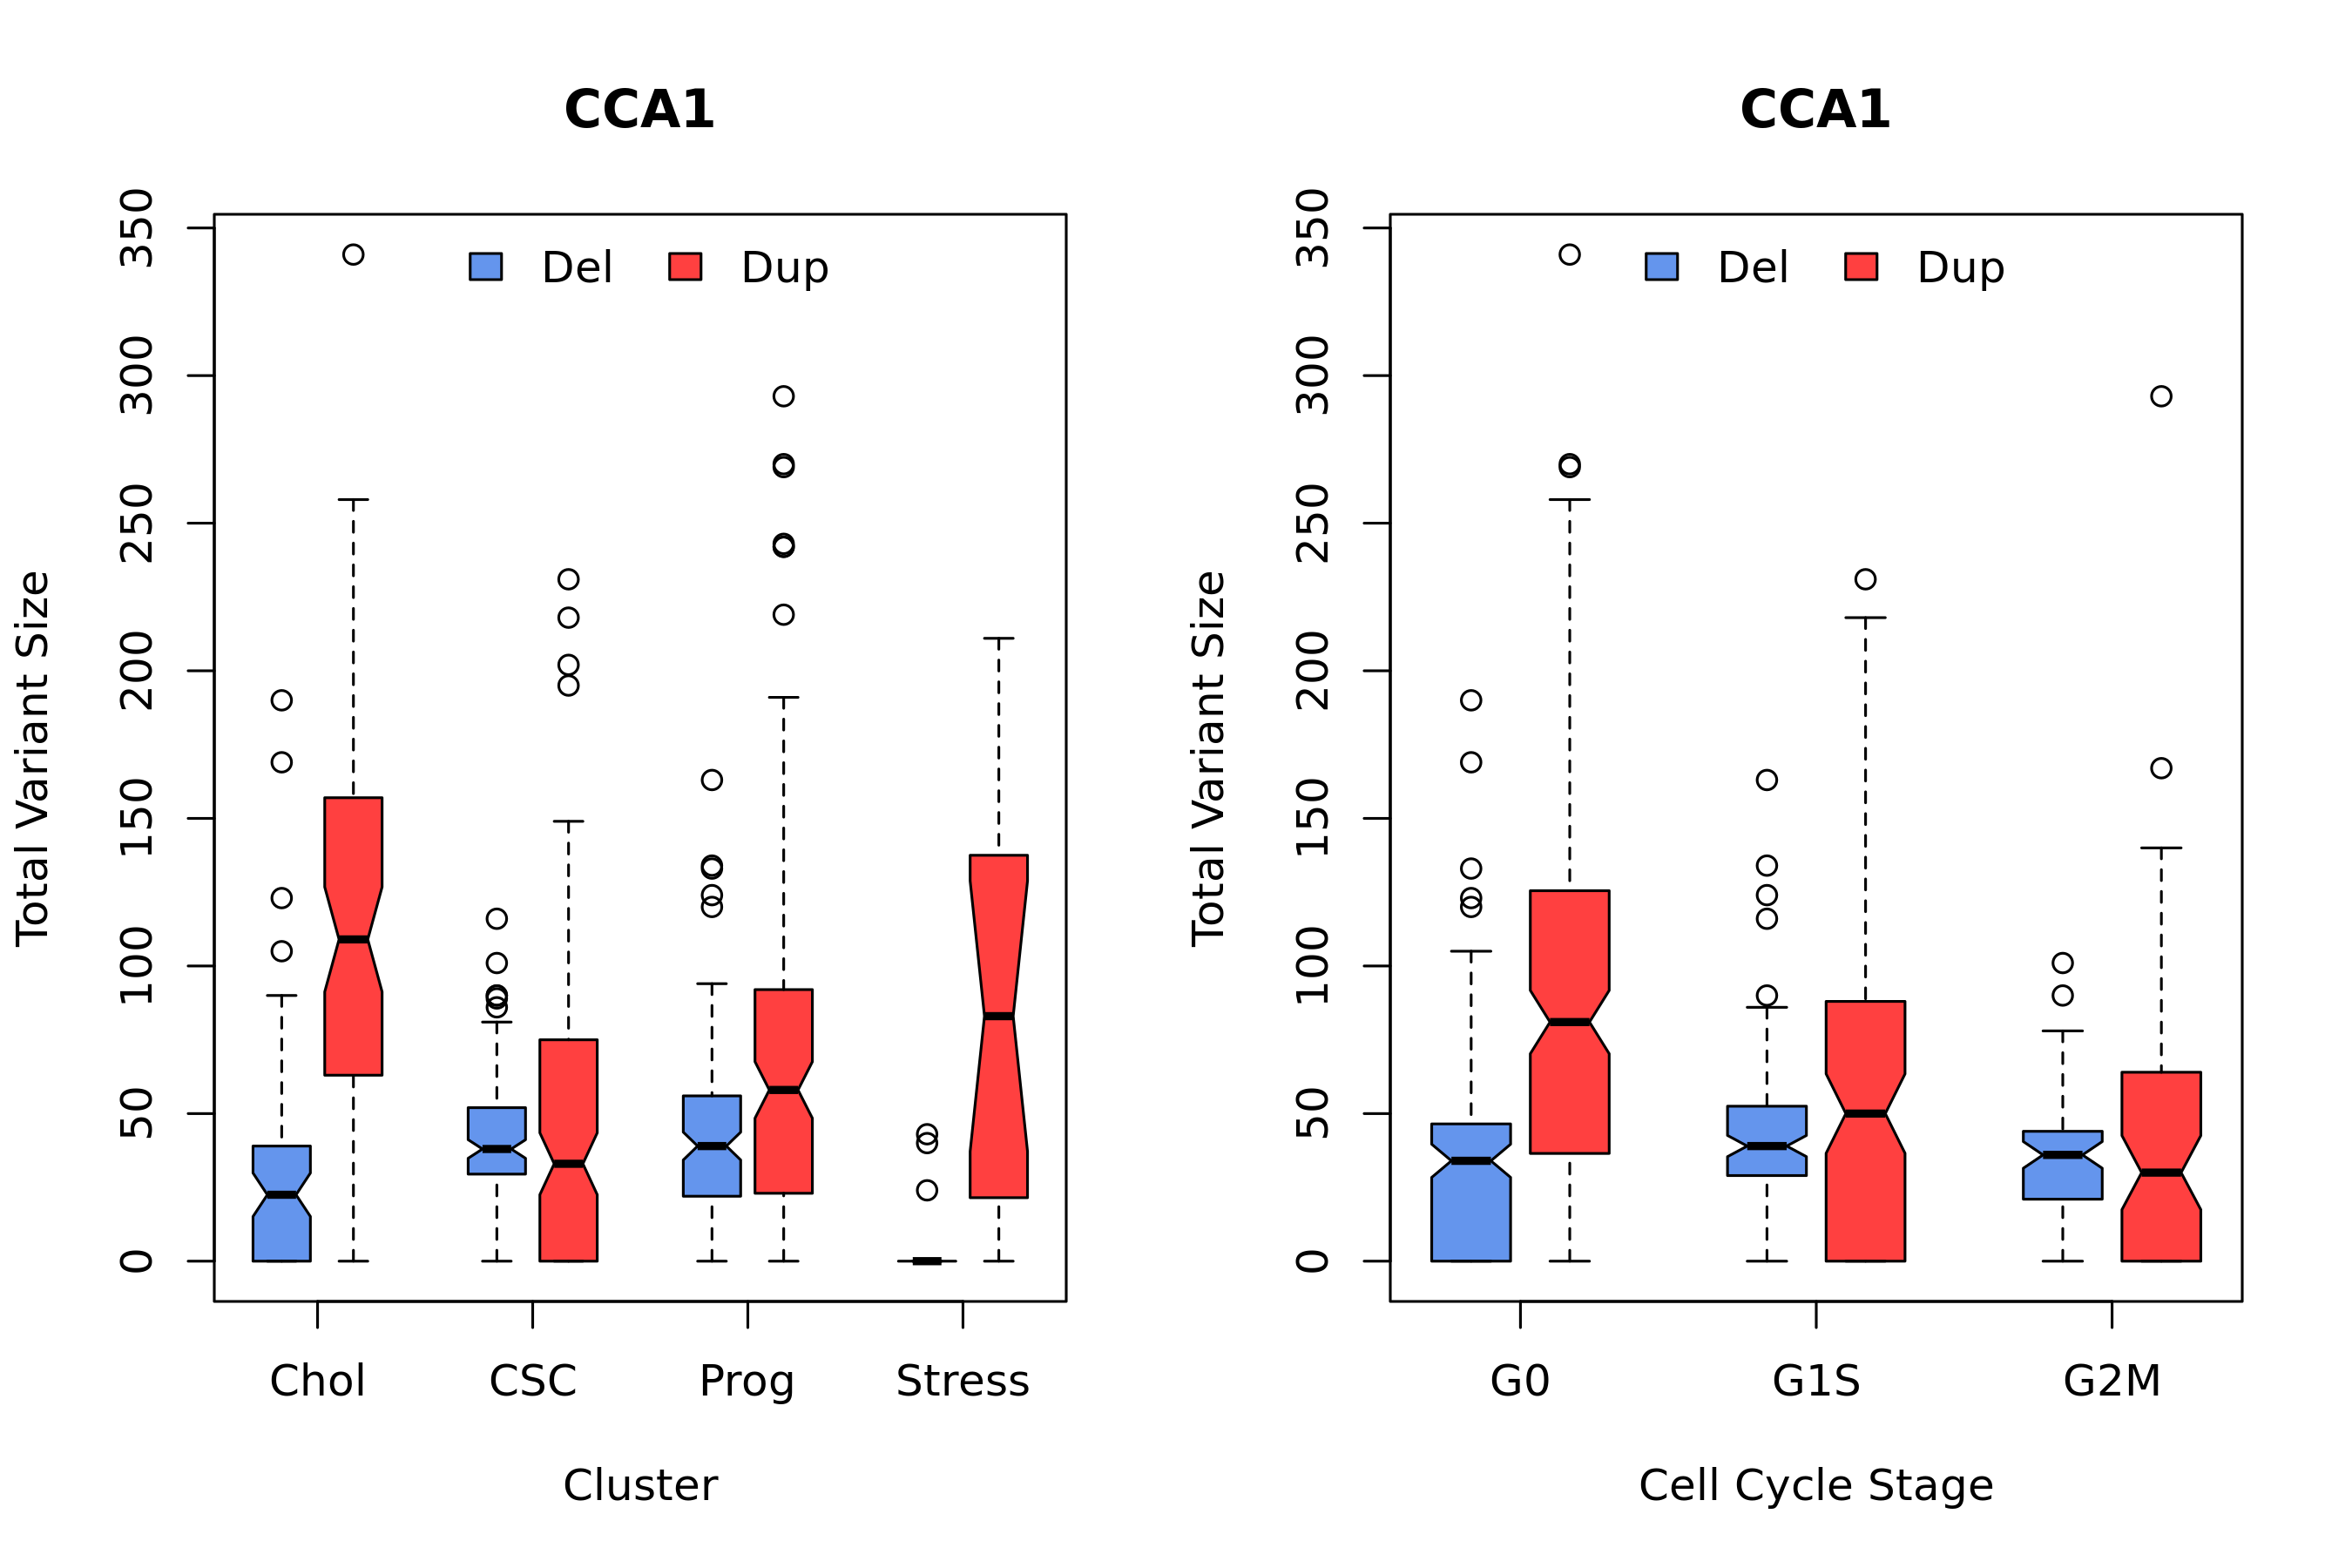 CCA1
Del Dup
Total Variant Size
350
300
250
200
150
100
50
0
Chol CSC Prog Stress
Cluster
CCA1
Del Dup
Total Variant Size
350
300
250
200
150
100
50
0
G0 G1S G2M
Cell Cycle Stage